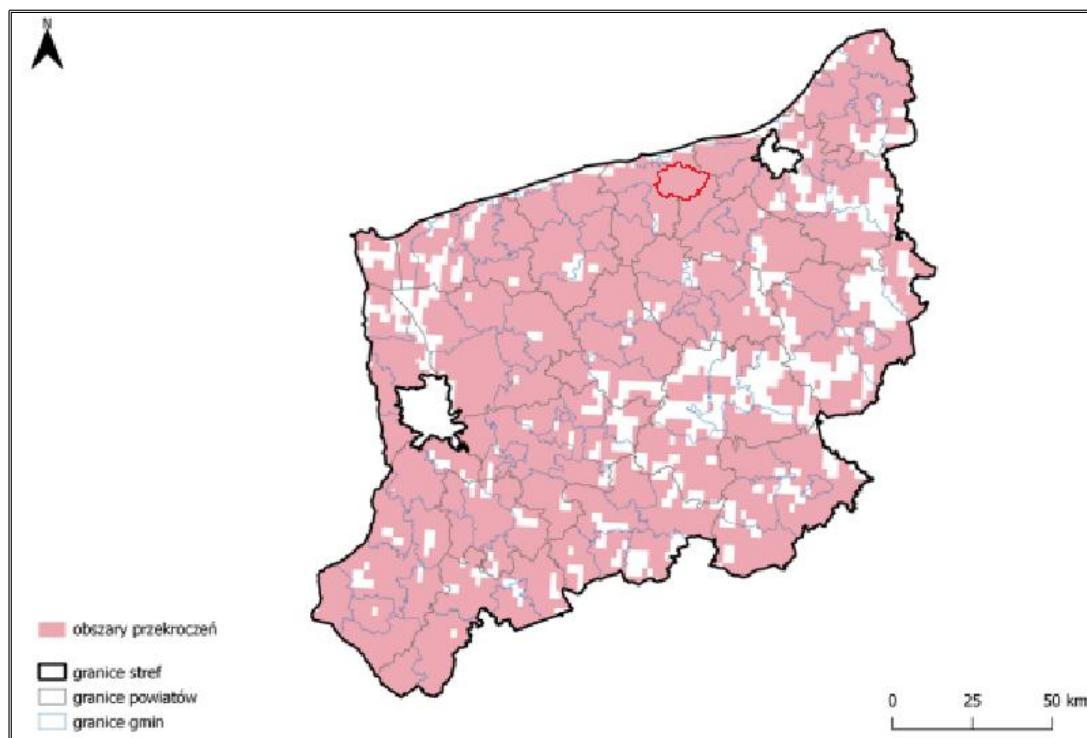 N
obszary przekroczeń
granice stref
granice powiatów
granice gmin
0 25 50 km